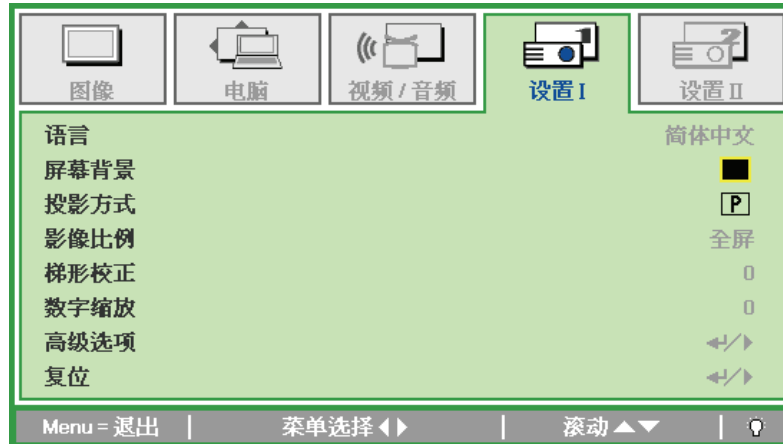 图像 电脑 视频 / 音频 设置 I 设置 II
语言 简体中文
屏幕背景
投影方式 P
影像比例 全屏
梯形校正 0
数字缩放 0
高级选项
复位
Menu = 退出 菜单选择 滚动